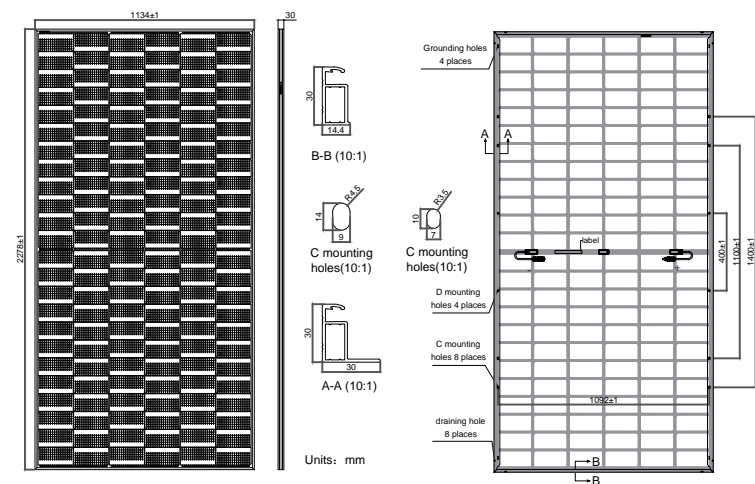 1134±1
30
2278±1
30
14.4
B-B (10:1)
R4.5
14
9
C mounting
holes(10:1)
R3.5
10
7
C mounting
holes(10:1)
30
30
A-A (10:1)
Units: mm
Grounding holes
4 places
A
A
label
-
+
D mounting
holes 4 places
C mounting
holes 8 places
1092±1
draining hole
8 places
B
B
400±1
1100±1
1400±1